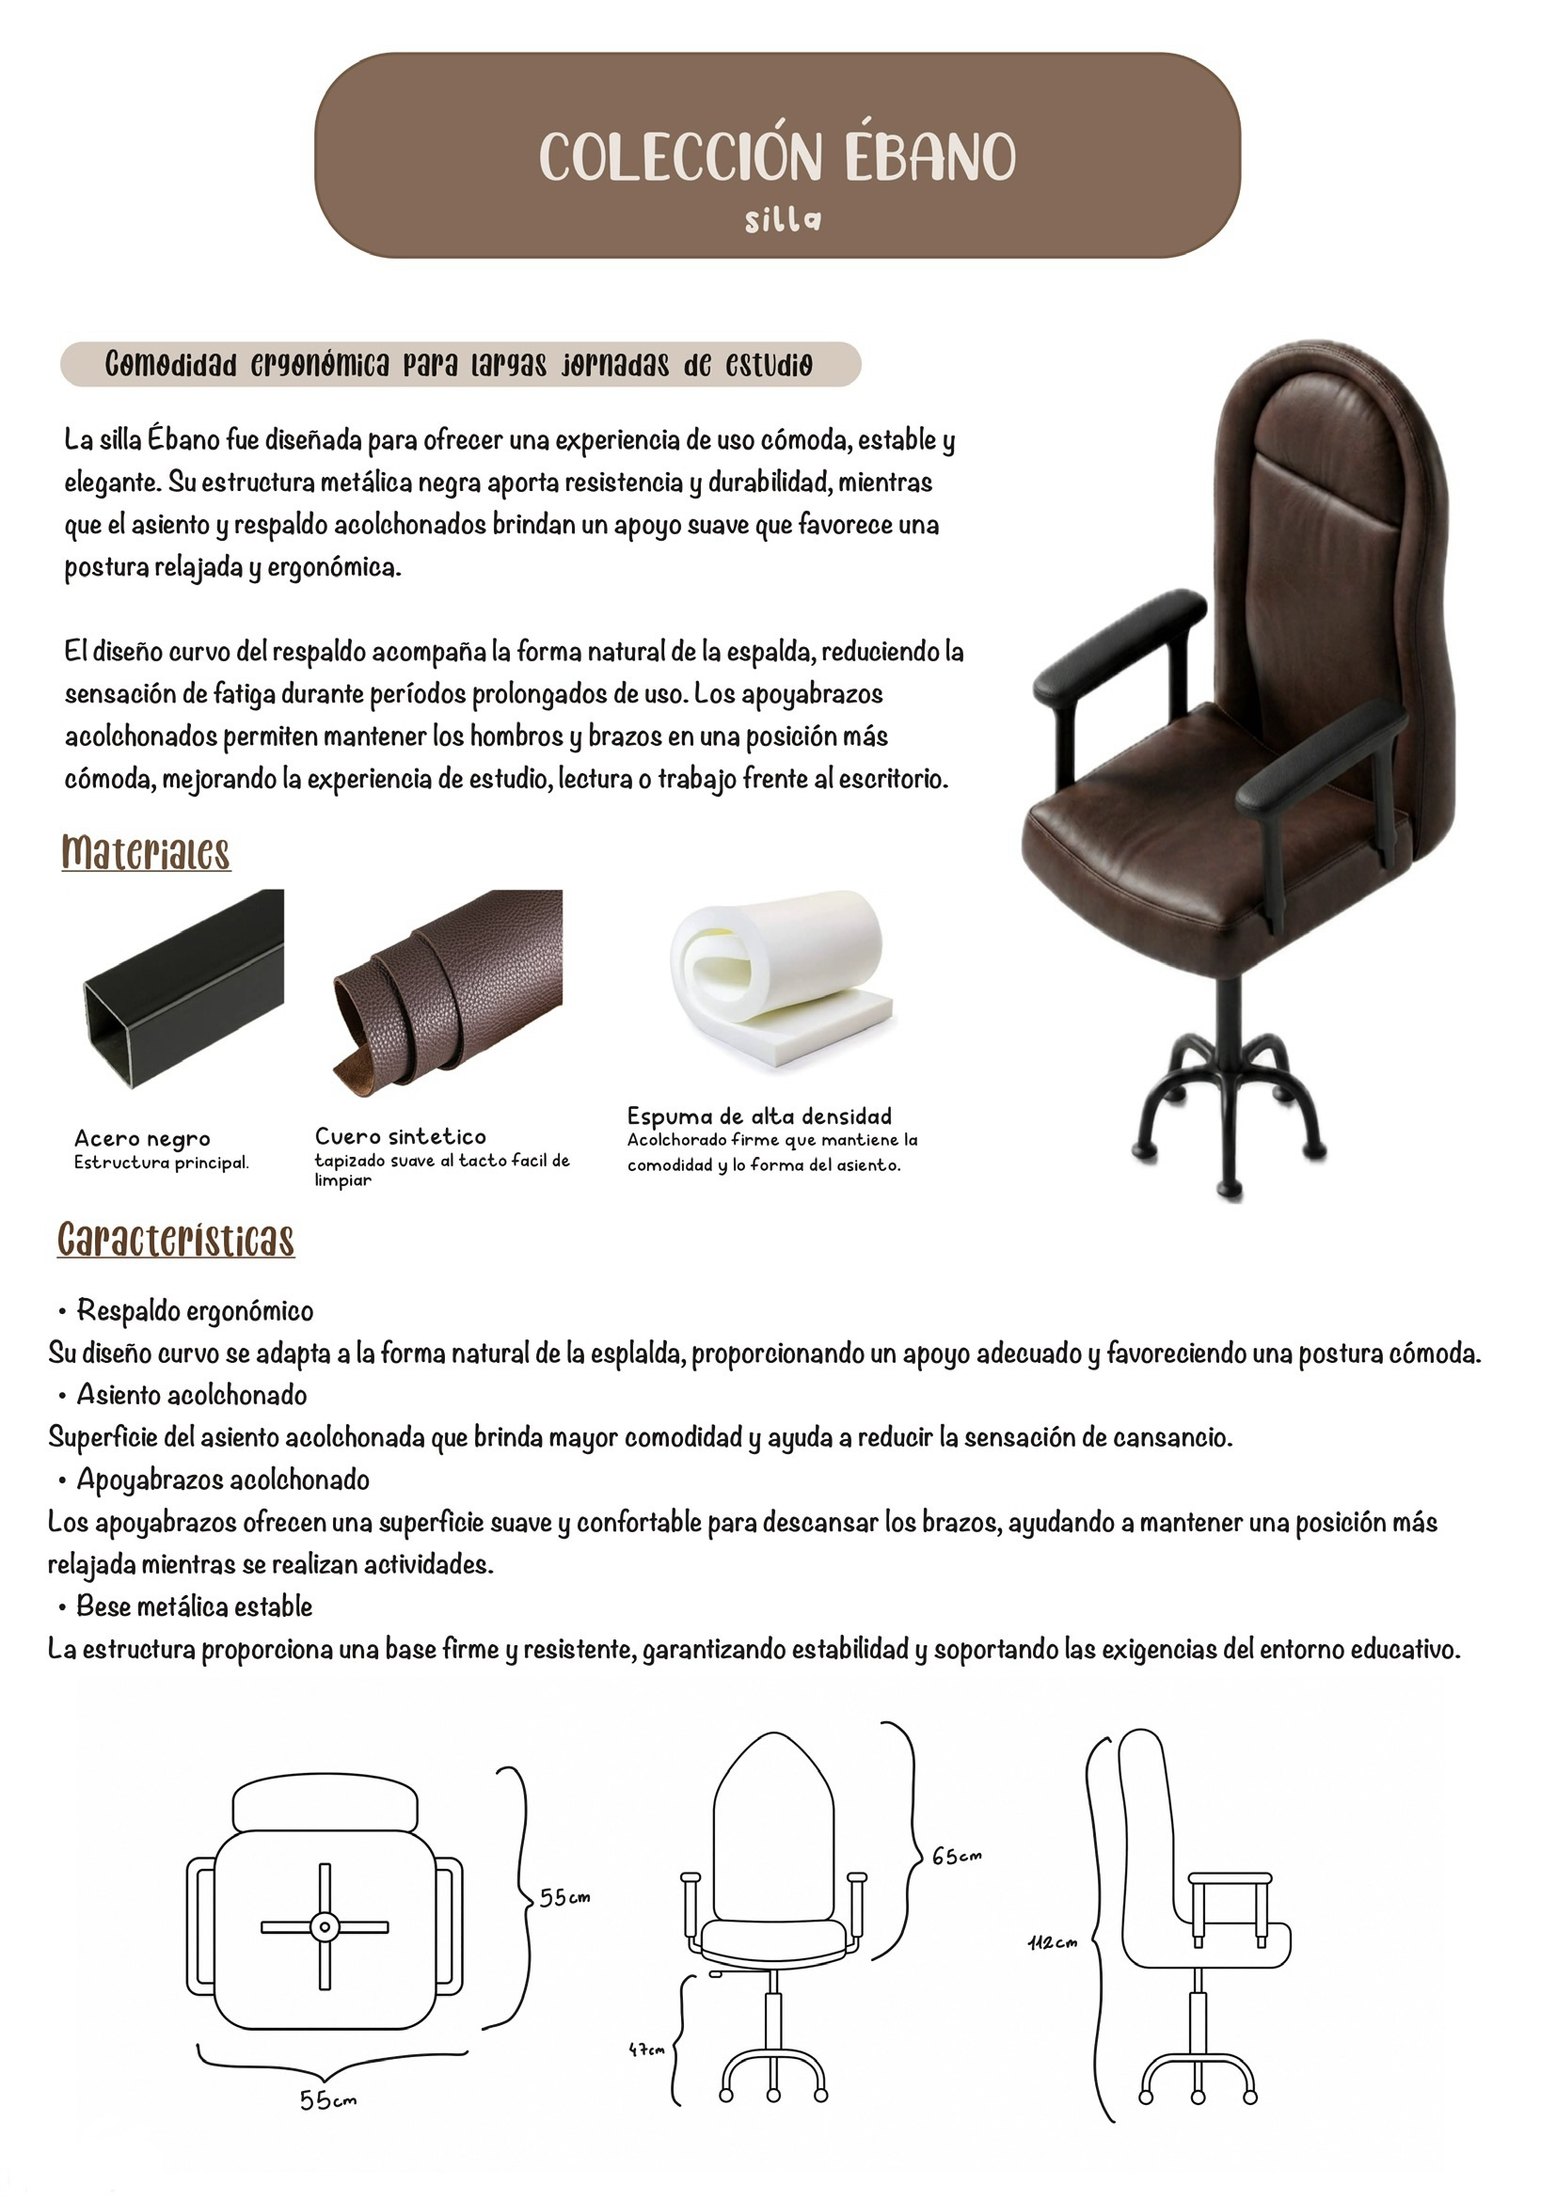 COLECCIÓN ÉBANO
silla
Comodidad ergonómica para largas jornadas de estudio
La silla Ébano fue diseñada para ofrecer una experiencia de uso cómoda, estable y
elegante. Su estructura metálica negra aporta resistencia y durabilidad, mientras
que el asiento y respaldo acolchonados brindan un apoyo suave que favorece una
postura relajada y ergonómica.
El diseño curvo del respaldo acompaña la forma natural de la espalda, reduciendo la
sensación de fatiga durante períodos prolongados de uso. Los apoyabrazos
acolchonados permiten mantener los hombros y brazos en una posición más
cómoda, mejorando la experiencia de estudio, lectura o trabajo frente al escritorio.
Materiales
Acero negro
Estructura principal.
Cuero sintetico
tapizado suave al tacto facil de
limpiar
Espuma de alta densidad
Acolchorado firme que mantiene la
comodidad y lo forma del asiento.
Características
• Respaldo ergonómico
Su diseño curvo se adapta a la forma natural de la esplalda, proporcionando un apoyo adecuado y favoreciendo una postura cómoda.
• Asiento acolchonado
Superficie del asiento acolchonada que brinda mayor comodidad y ayuda a reducir la sensación de cansancio.
• Apoyabrazos acolchonado
Los apoyabrazos ofrecen una superficie suave y confortable para descansar los brazos, ayudando a mantener una posición más
relajada mientras se realizan actividades.
• Bese metálica estable
La estructura proporciona una base firme y resistente, garantizando estabilidad y soportando las exigencias del entorno educativo.
55cm
55cm
65cm
47cm
112cm